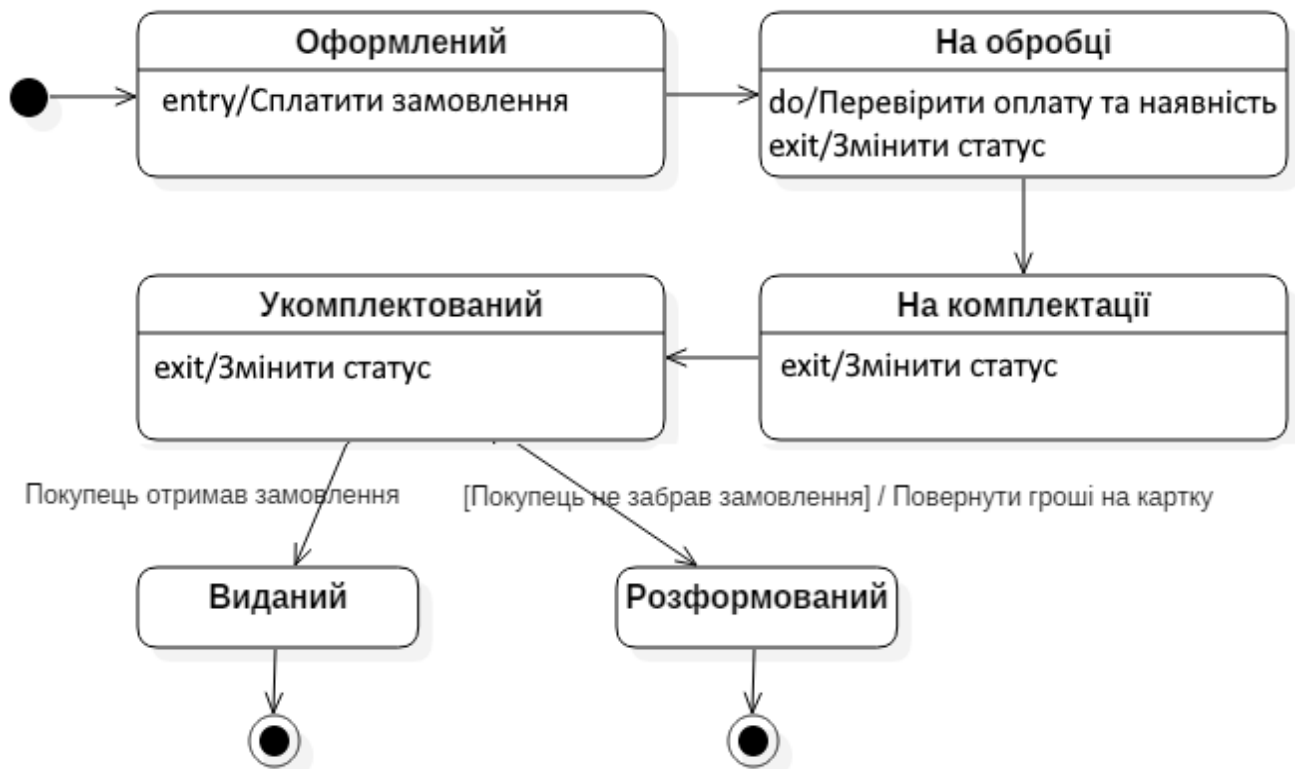 Оформлений
entry/Сплатити замовлення
На обробці
do/Перевірити оплату та наявність
exit/Змінити статус
Укомплектований
exit/Змінити статус
На комплектації
exit/Змінити статус
Покупець отримав замовлення
[Покупець не забрав замовлення] / Повернути гроші на картку
Виданий
Розформований